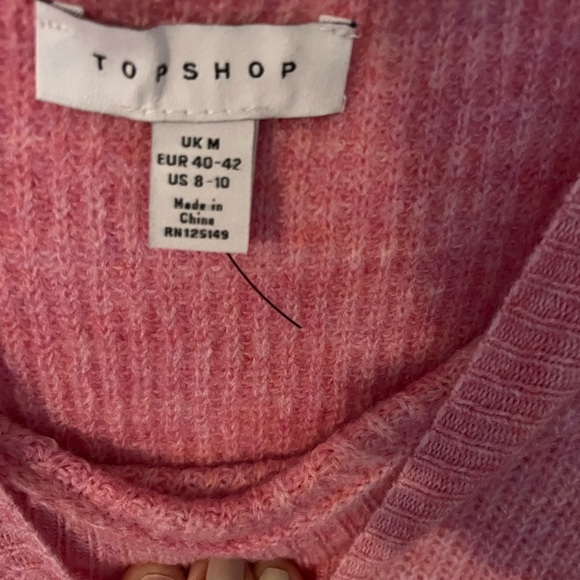 TOPSHOP
UK M
EUR 40-42
US 8-10
Made in
China
RN125149